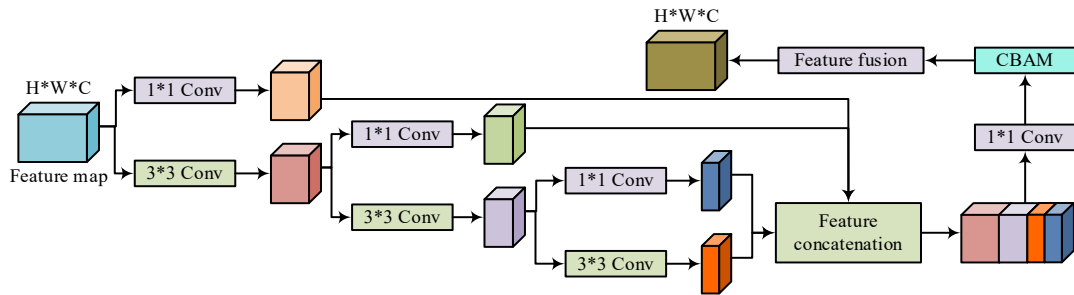 H*W*C
H*W*C
Feature fusion
CBAM
1*1 Conv
1*1 Conv
1*1 Conv
Feature map
3*3 Conv
1*1 Conv
3*3 Conv
Feature
concatenation
3*3 Conv